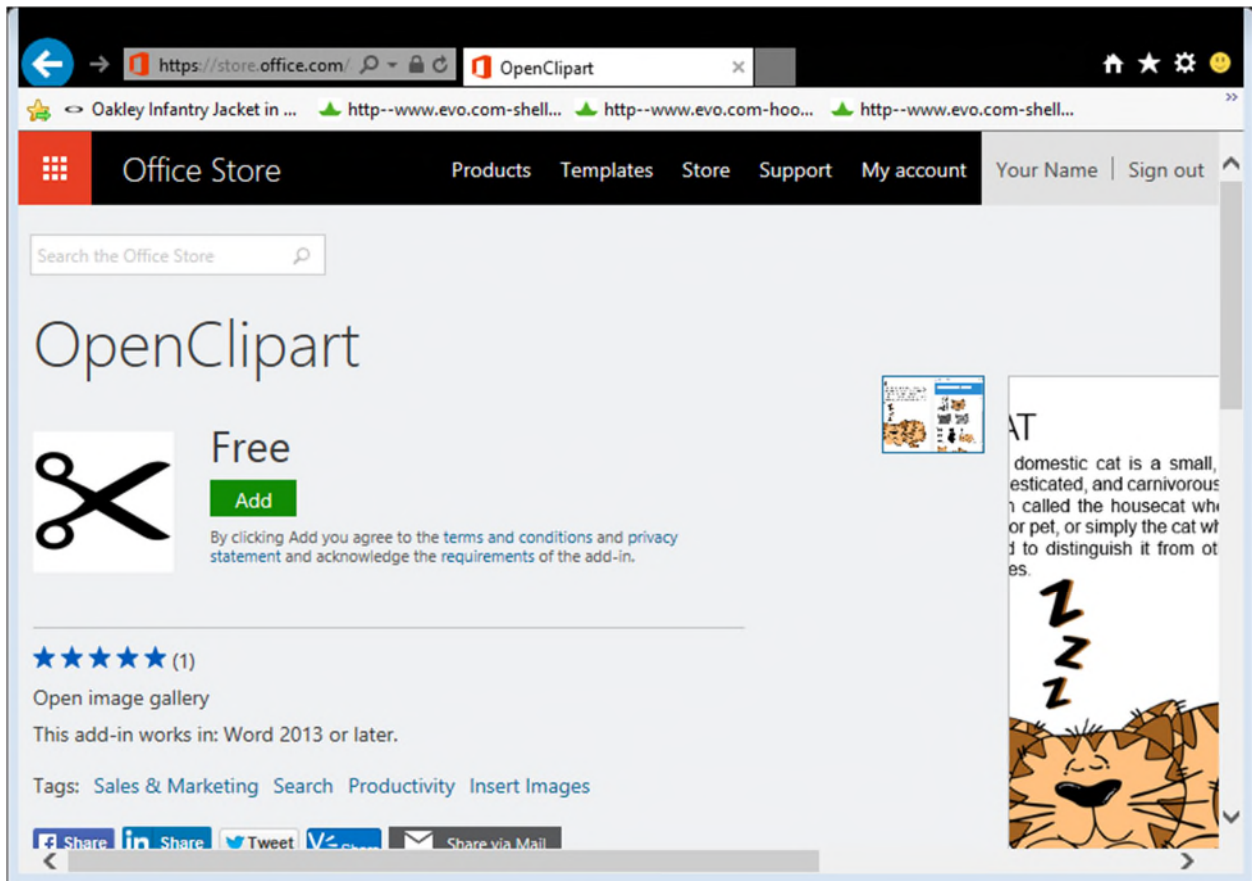 https://store.office.com/
OpenClipart
Oakley Infantry Jacket in ... http--www.evo.com-shell... http--www.evo.com-hoo... http--www.evo.com-shell...
Office Store Products Templates Store Support My account Your Name | Sign out
Search the Office Store
OpenClipart
Free
Add
By clicking Add you agree to the terms and conditions and privacy
statement and acknowledge the requirements of the add-in.
(1)
Open image gallery
This add-in works in: Word 2013 or later.
Tags: Sales & Marketing Search Productivity Insert Images
Share Share Tweet Share Share via Mail
AT
domestic cat is a small,
esticated, and carnivorous
called the housecat
or pet, or simply the cat
to distinguish it from ot
es.
Z
Z
Z